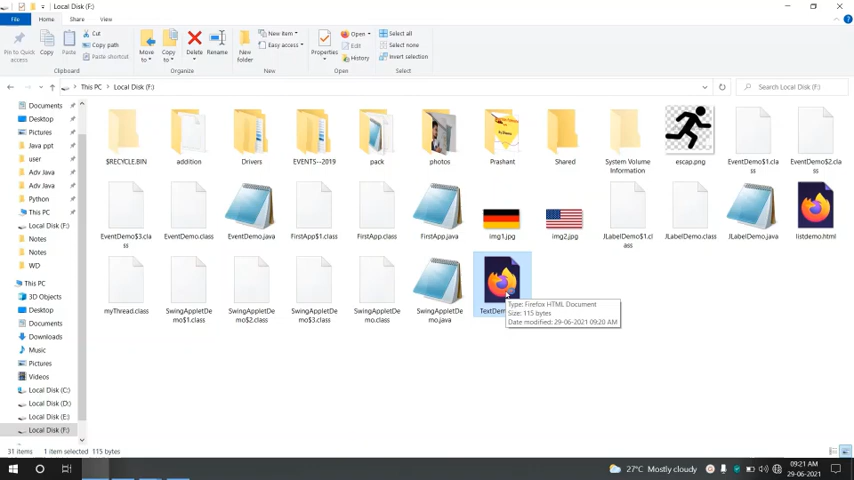 Local Disk (F:)
File Home Share View
Pin to Quick access
Copy
Paste
Cut
Copy path
Paste shortcut
Clipboard
Move to
Copy to
Delete
Rename
Organize
New folder
New item
Easy access
New
Properties
Open
Edit
History
Open
Select all
Select none
Invert selection
Select
This PC > Local Disk (F:)
Search Local Disk (F:)
Documents
Desktop
Pictures
Java ppt
user
Adv Java
Adv Java
Python
This PC
Local Disk (F:)
Notes
Notes
WD
This PC
3D Objects
Desktop
Documents
Downloads
Music
Pictures
Videos
Local Disk (C:)
Local Disk (D:)
Local Disk (E:)
Local Disk (F:)
$RECYCLE.BIN
addition
Drivers
EVENTS--2019
pack
photos
Prashant
Shared
System Volume Information
escap.png
EventDemo$1.class
EventDemo$2.class
EventDemo$3.class
EventDemo.class
EventDemo.java
FirstApp$1.class
FirstApp.class
FirstApp.java
img1.jpg
img2.jpg
JLabelDemo$1.class
JLabelDemo.class
JLabelDemo.java
listdemo.html
myThread.class
SwingAppletDemo$1.class
SwingAppletDemo$2.class
SwingAppletDemo$3.class
SwingAppletDemo.class
SwingAppletDemo.java
TextDem
Type: Firefox HTML Document
Size: 115 bytes
Date modified: 29-06-2021 09:20 AM
31 items 1 item selected 115 bytes
27°C Mostly cloudy
09:21 AM
29-06-2021